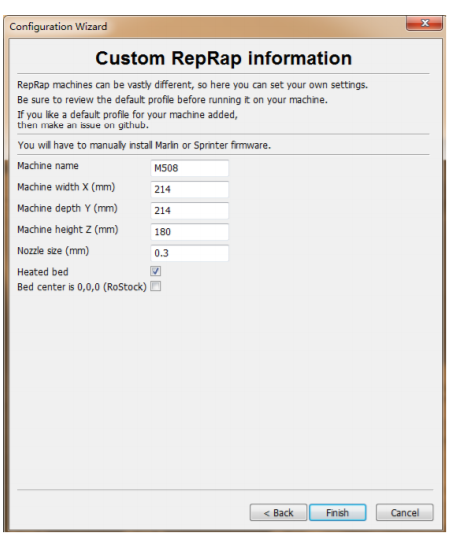 Configuration Wizard
Custom RepRap information
RepRap machines can be vastly different, so here you can set your own settings.
Be sure to review the default profile before running it on your machine.
If you like a default profile for your machine added,
then make an issue on github.
You will have to manually install Marlin or Sprinter firmware.
Machine name M508
Machine width X (mm) 214
Machine depth Y (mm) 214
Machine height Z (mm) 180
Nozzle size (mm) 0.3
Heated bed
Bed center is 0,0,0 (RoStock)
< Back Finish Cancel